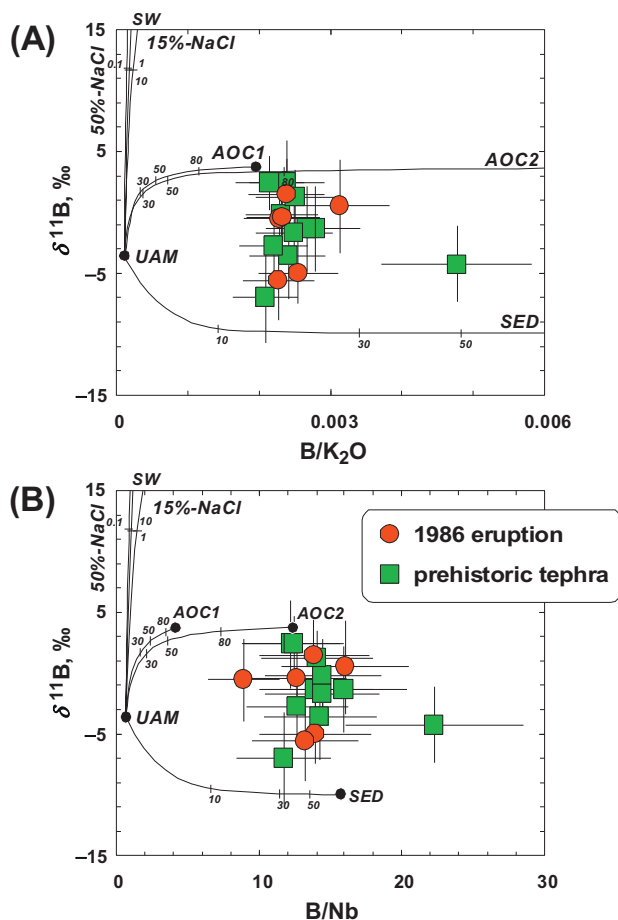 (A)
15
SW
15%-NaCl
0.1
1
10
50%-NaCl
5
AOC1
AOC2
80
50
30
50
30
80
δ¹¹B, ‰
UAM
−5
10
30
50
SED
−15
0
0.003
0.006
B/K₂O
(B)
15
SW
15%-NaCl
0.1
10
1
50%-NaCl
1986 eruption
prehistoric tephra
5
AOC1
AOC2
80
50
30
50
30
80
δ¹¹B, ‰
UAM
−5
10
30
50
SED
−15
0
10
20
30
B/Nb